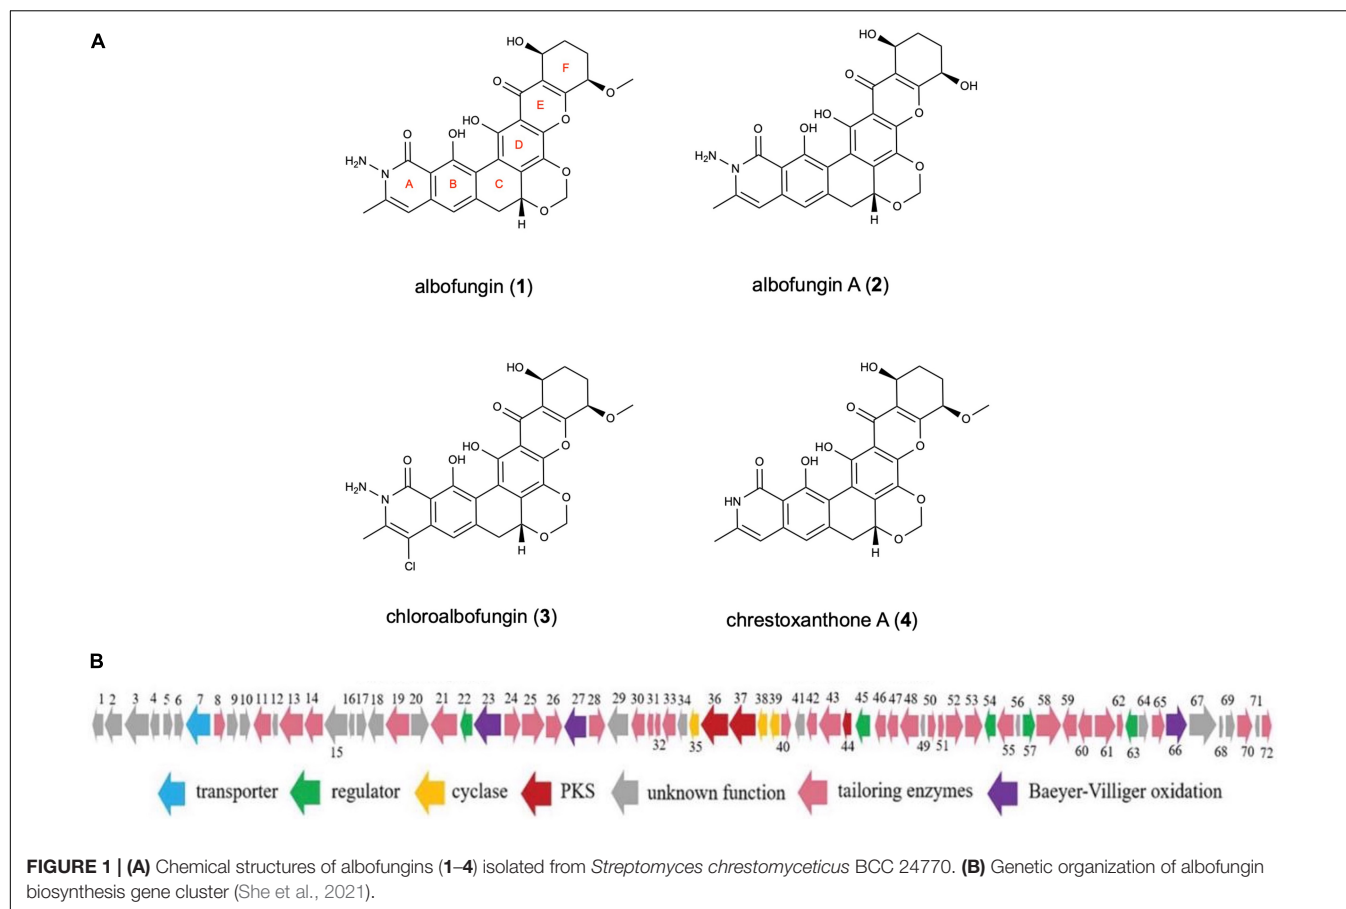 A
HO
F
O
E
O
O
HO
D
O
OH
O
H₂N
N
A
B
C
O
H
albofungin (1)
HO
OH
O
O
HO
O
OH
O
H₂N
N
O
H
albofungin A (2)
HO
O
O
O
HO
O
OH
O
H₂N
N
O
H
Cl
chloroalbofungin (3)
HO
O
O
O
HO
O
OH
O
HN
O
H
chrestoxanthone A (4)
B
1 2 3 4 5 6 7 8 9 10 11 12 13 14 16 17 18 19 20 21 22 23 24 25 26 27 28 29 30 31 33 34 36 37 38 39 41 42 43 45 46 47 48 50 52 53 54 56 58 59 62 64 65 67 69 71
15 32 35 40 44 49 51 55 57 60 61 63 66 68 70 72
transporter regulator cyclase PKS unknown function tailoring enzymes Baeyer-Villiger oxidation
FIGURE 1 | (A) Chemical structures of albofungins (1–4) isolated from Streptomyces chrestomyceticus BCC 24770. (B) Genetic organization of albofungin
biosynthesis gene cluster (She et al., 2021).